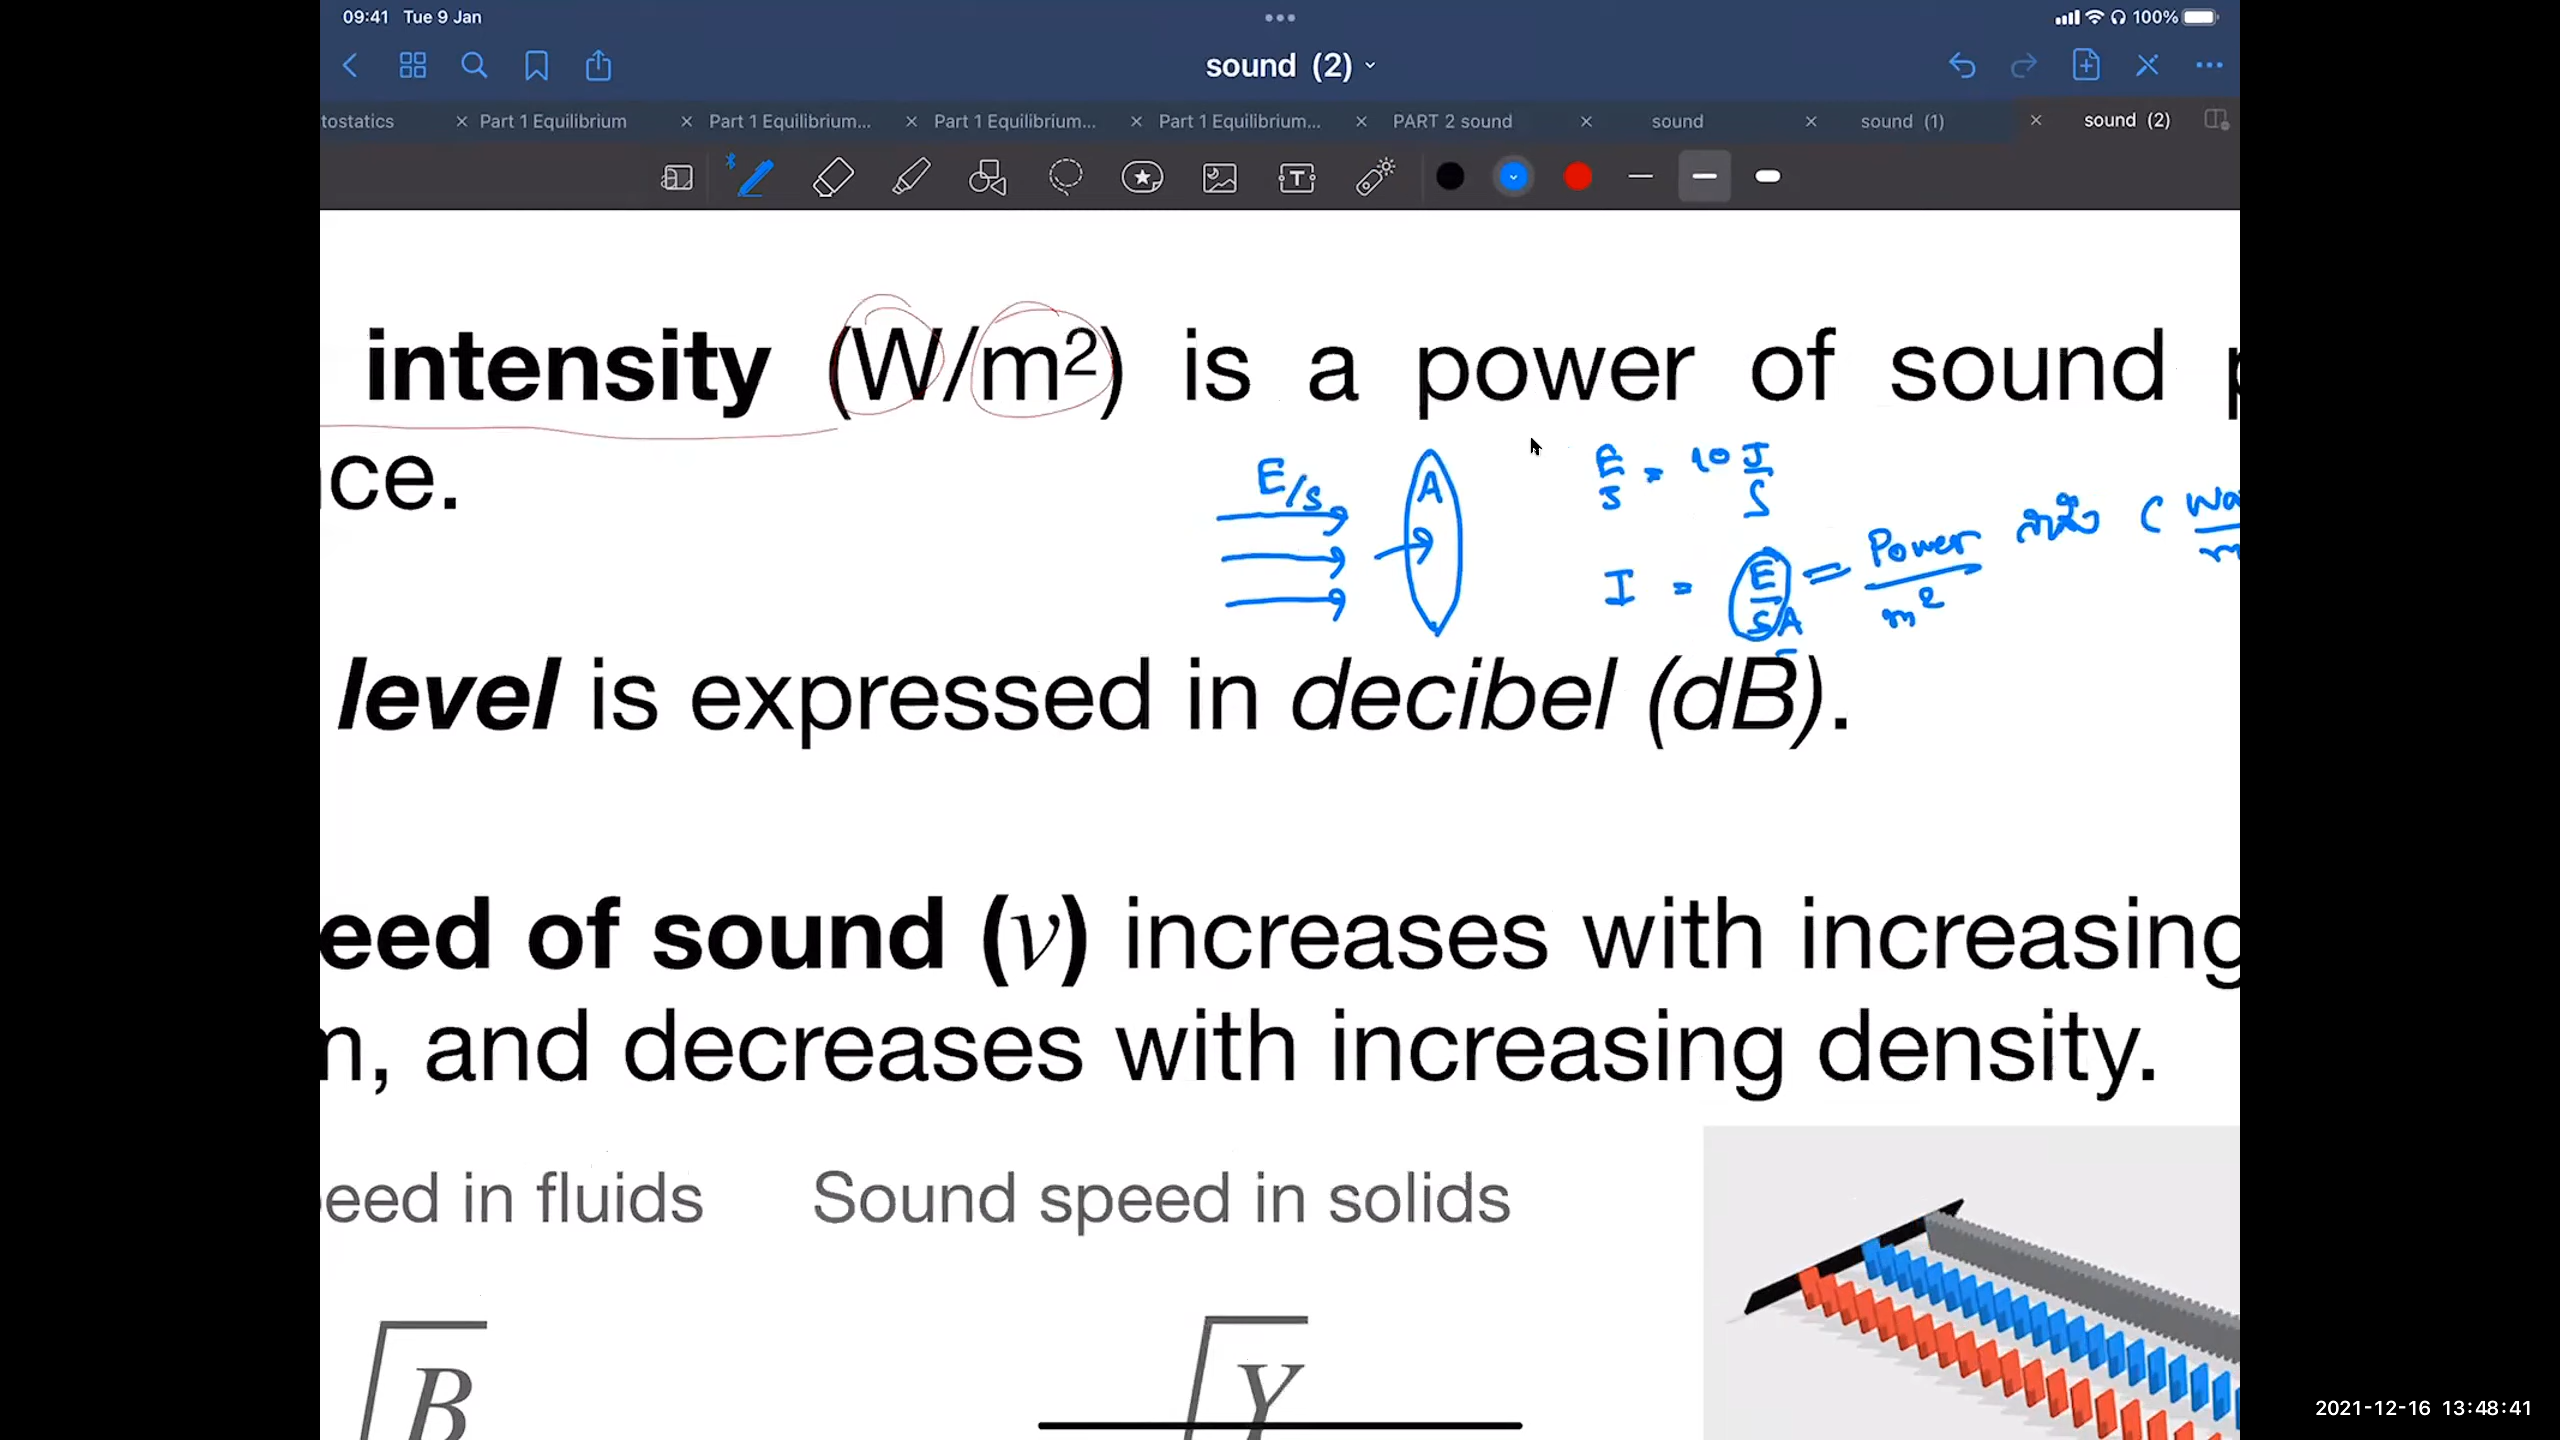 09:41 Tue 9 Jan
100%
sound (2)
tostatics
Part 1 Equilibrium
Part 1 Equilibrium...
Part 1 Equilibrium...
Part 1 Equilibrium...
PART 2 sound
sound
sound (1)
sound (2)
intensity (W/m²) is a power of sound p
ce.
E/s
A
E/s = 10 J/s
I = E/sA = Power/m²
level is expressed in decibel (dB).
eed of sound (v) increases with increasing
n, and decreases with increasing density.
eed in fluids
Sound speed in solids
B
Y
2021-12-16 13:48:41